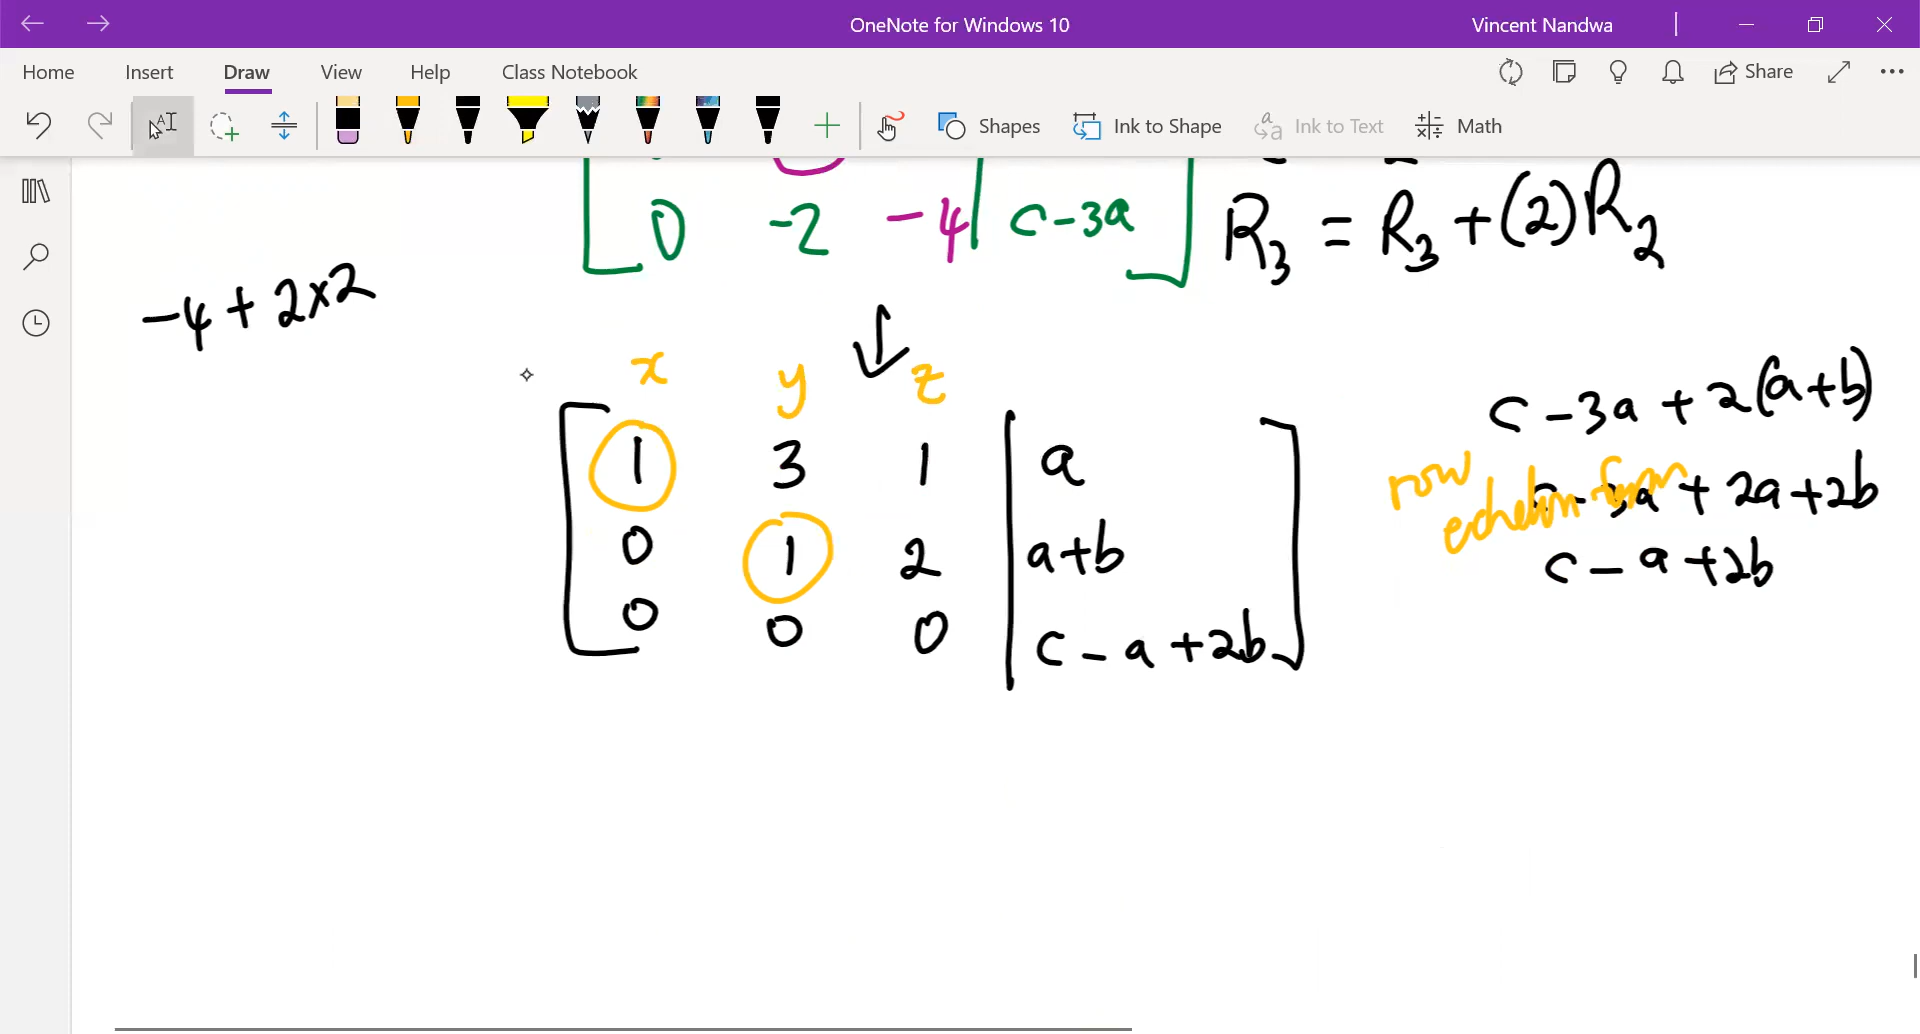 OneNote for Windows 10
Vincent Nandwa
Home Insert Draw View Help Class Notebook
Share
Shapes Ink to Shape Ink to Text Math
0 -2 -4 | c-3a
R3 = R3 + (2)R2
-4 + 2x2
x y z
1 3 1 | a
0 1 2 | a+b
0 0 0 | c - a + 2b
c - 3a + 2(a+b)
row
echelon form
c - 3a + 2a + 2b
c - a + 2b